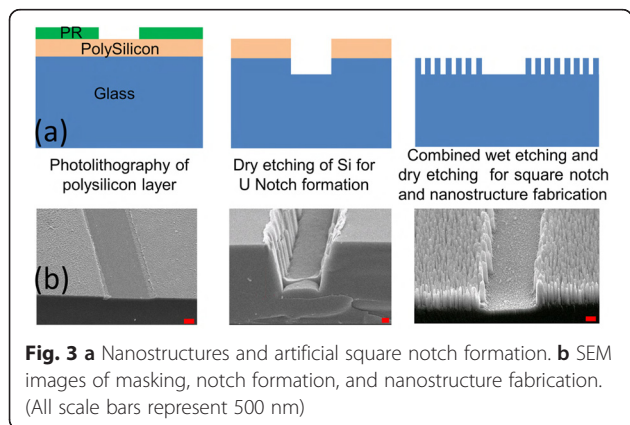 PR
PolySilicon
Glass
(a)
Photolithography of
polysilicon layer
Dry etching of Si for
U Notch formation
Combined wet etching and
dry etching for square notch
and nanostructure fabrication
(b)
Fig. 3 a Nanostructures and artificial square notch formation. b SEM
images of masking, notch formation, and nanostructure fabrication.
(All scale bars represent 500 nm)